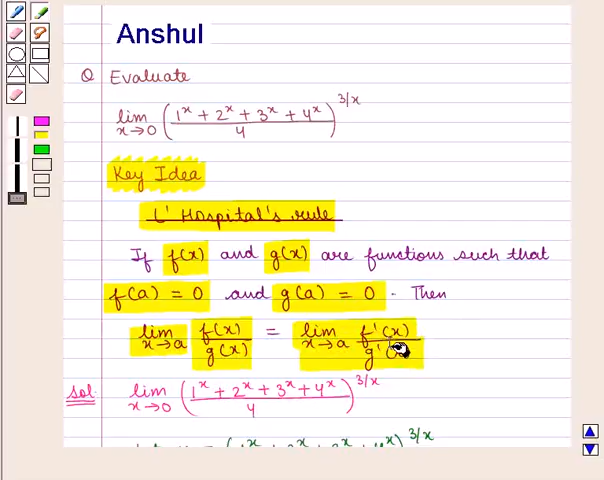 Anshul
Q Evaluate
lim x→0 ( 1^x + 2^x + 3^x + 4^x / 4 )^3/x
Key Idea
L' Hospital's rule
If f(x) and g(x) are functions such that
f(a) = 0 and g(a) = 0 . Then
lim x→a f(x) / g(x) = lim x→a f'(x) / g'
Sol. lim x→0 ( 1^x + 2^x + 3^x + 4^x / 4 )^3/x